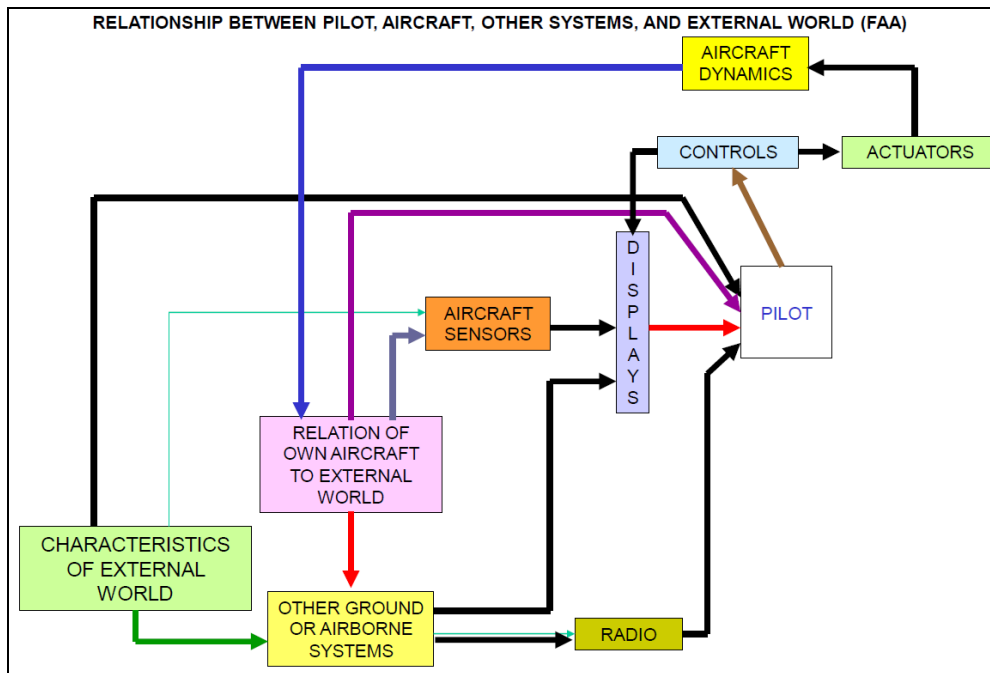 RELATIONSHIP BETWEEN PILOT, AIRCRAFT, OTHER SYSTEMS, AND EXTERNAL WORLD (FAA)
AIRCRAFT
DYNAMICS
CONTROLS
ACTUATORS
D
I
S
P
L
A
Y
S
PILOT
AIRCRAFT
SENSORS
RELATION OF
OWN AIRCRAFT
TO EXTERNAL
WORLD
CHARACTERISTICS
OF EXTERNAL
WORLD
OTHER GROUND
OR AIRBORNE
SYSTEMS
RADIO